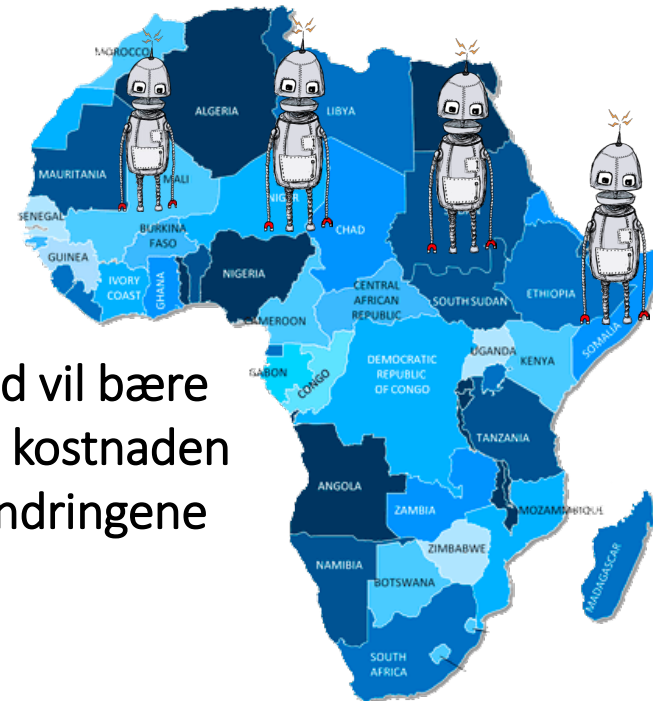 MOROCCO
ALGERIA
LIBYA
MAURITANIA
MALI
NIGER
SENEGAL
CHAD
BURKINA
FASO
GUINEA
NIGERIA
IVORY
COAST
GHANA
SOUTH SUDAN
ETHIOPIA
CENTRAL
AFRICAN
REPUBLIC
CAMEROON
SOMALIA
UGANDA
KENYA
GABON
CONGO
DEMOCRATIC
REPUBLIC
OF CONGO
d vil bære
kostnaden
ndringene
TANZANIA
ANGOLA
ZAMBIA
MOZAMBIQUE
ZIMBABWE
NAMIBIA
BOTSWANA
MADAGASCAR
SOUTH
AFRICA